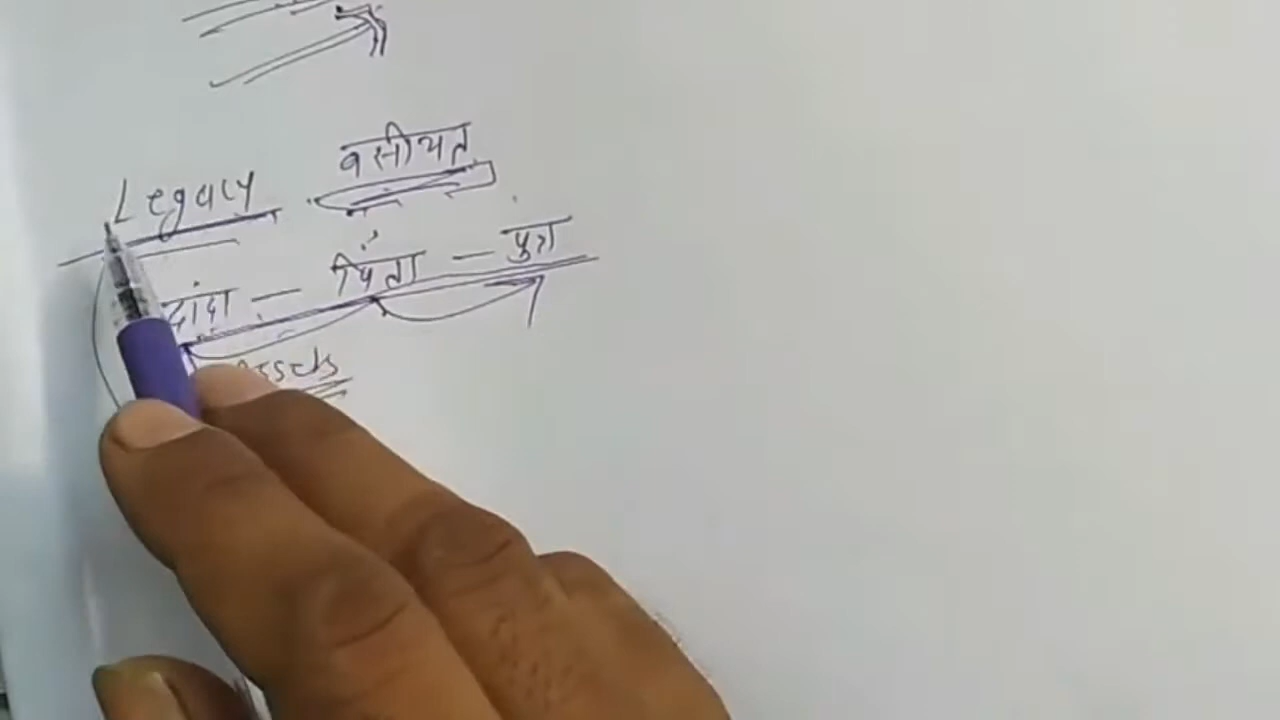 Legacy वसीयत
दादा — पिता — पुत्र